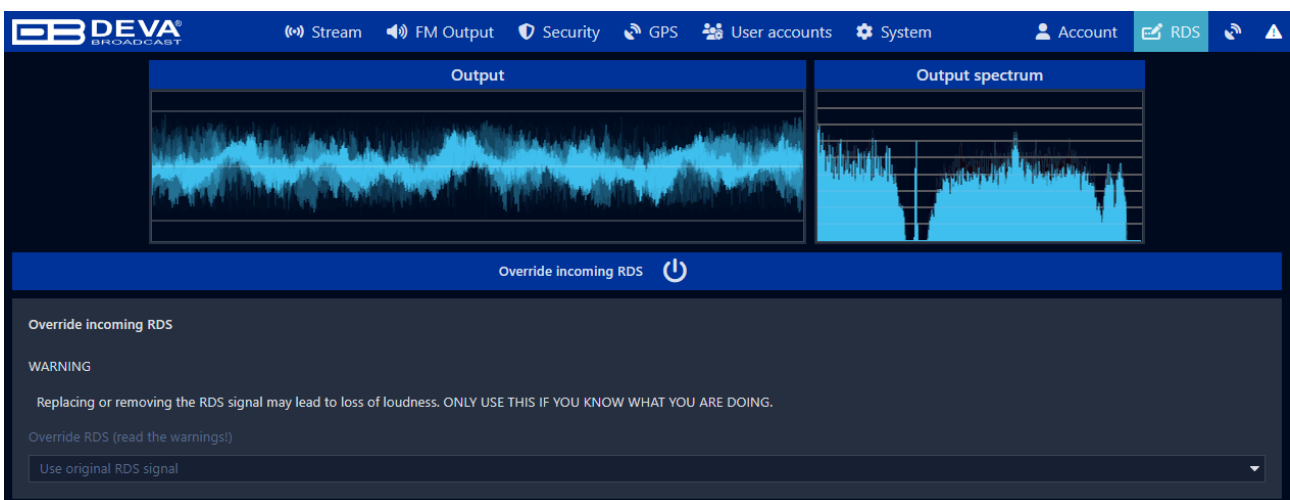 DEVA
BROADCAST
Stream FM Output Security GPS User accounts System Account RDS
Output
Output spectrum
Override incoming RDS
Override incoming RDS
WARNING
Replacing or removing the RDS signal may lead to loss of loudness. ONLY USE THIS IF YOU KNOW WHAT YOU ARE DOING.
Override RDS (read the warnings!)
Use original RDS signal